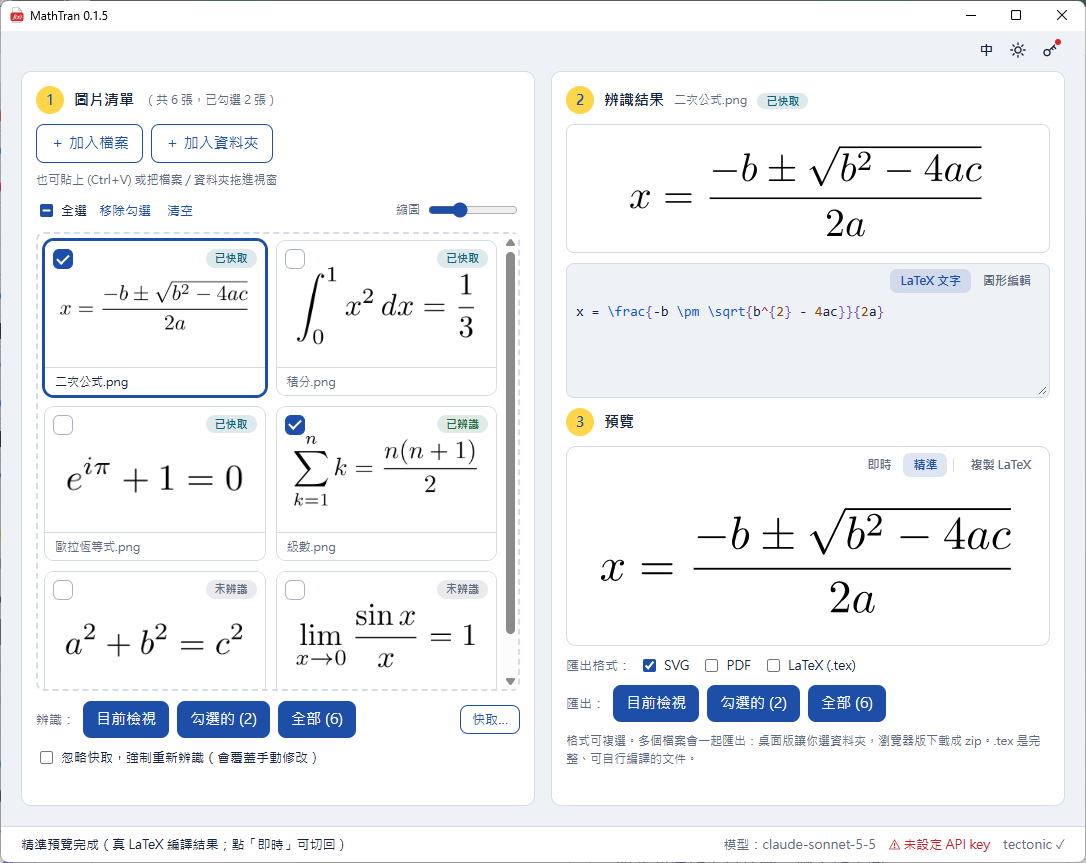 MathTran 0.1.5
中
1 圖片清單 （共 6 張，已勾選 2 張）
+ 加入檔案 + 加入資料夾
也可貼上 (Ctrl+V) 或把檔案 / 資料夾拖進視窗
全選 移除勾選 清空 縮圖
已快取
x = \frac{-b \pm \sqrt{b^2 - 4ac}}{2a}
二次公式.png
已快取
\int_0^1 x^2 dx = \frac{1}{3}
積分.png
已快取
e^{iπ} + 1 = 0
歐拉恆等式.png
已辨識
\sum_{k=1}^{n} k = \frac{n(n+1)}{2}
級數.png
未辨識
a^2 + b^2 = c^2
未辨識
\lim_{x→0} \frac{\sin x}{x} = 1
辨識： 目前檢視 勾選的 (2) 全部 (6) 快取...
忽略快取，強制重新辨識（會覆蓋手動修改）
2 辨識結果 二次公式.png 已快取
x = \frac{-b \pm \sqrt{b^2 - 4ac}}{2a}
LaTeX 文字 圖形編輯
x = \frac{-b \pm \sqrt{b^{2} - 4ac}}{2a}
3 預覽
即時 精準 複製 LaTeX
x = \frac{-b \pm \sqrt{b^2 - 4ac}}{2a}
匯出格式： SVG PDF LaTeX (.tex)
匯出： 目前檢視 勾選的 (2) 全部 (6)
格式可複選。多個檔案會一起匯出：桌面版讓你選資料夾，瀏覽器版下載成 zip。.tex 是完
整、可自行編譯的文件。
精準預覽完成（真 LaTeX 編譯結果；點「即時」可切回）
模型：claude-sonnet-5-5 ⚠ 未設定 API key tectonic ✓